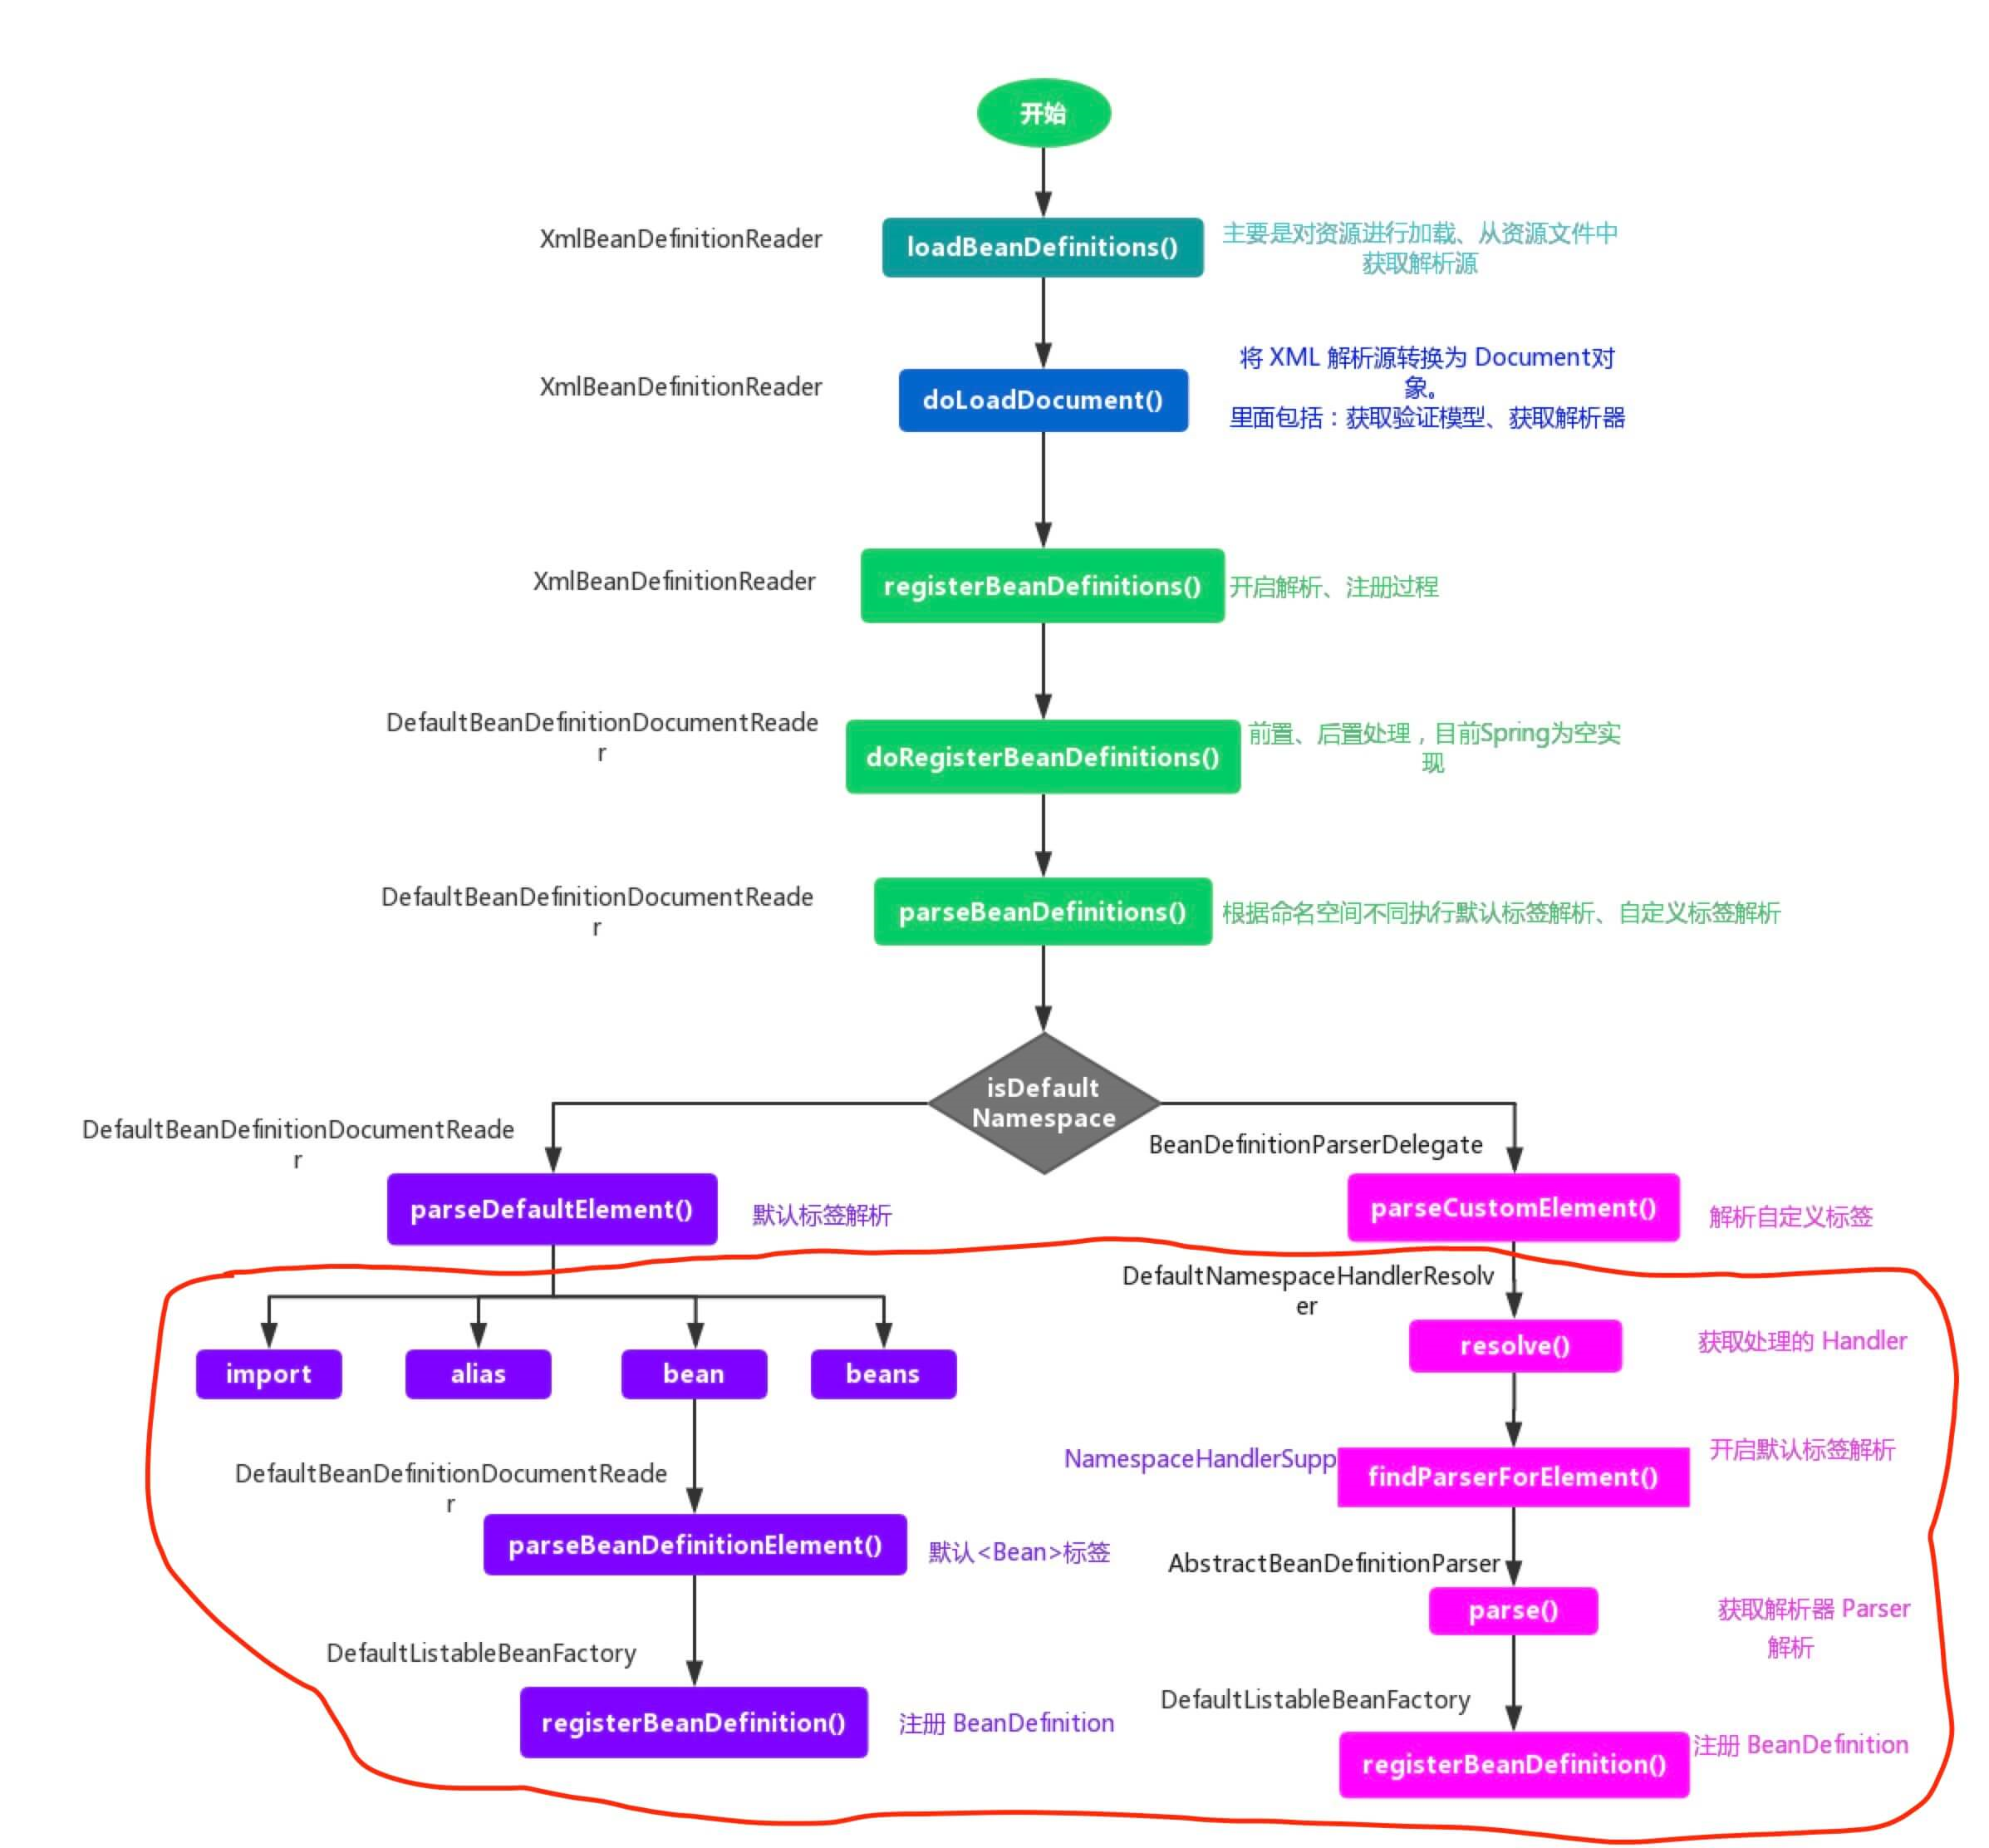 开始
XmlBeanDefinitionReader
loadBeanDefinitions()
主要是对资源进行加载、从资源文件中
获取解析源
XmlBeanDefinitionReader
doLoadDocument()
将 XML 解析源转换为 Document对
象。
里面包括：获取验证模型、获取解析器
XmlBeanDefinitionReader
registerBeanDefinitions()
开启解析、注册过程
DefaultBeanDefinitionDocumentReade
r
doRegisterBeanDefinitions()
前置、后置处理，目前Spring为空实
现
DefaultBeanDefinitionDocumentReade
r
parseBeanDefinitions()
根据命名空间不同执行默认标签解析、自定义标签解析
isDefault
Namespace
DefaultBeanDefinitionDocumentReade
r
parseDefaultElement()
默认标签解析
BeanDefinitionParserDelegate
parseCustomElement()
解析自定义标签
import
alias
bean
beans
DefaultBeanDefinitionDocumentReade
r
parseBeanDefinitionElement()
默认<Bean>标签
DefaultListableBeanFactory
registerBeanDefinition()
注册 BeanDefinition
DefaultNamespaceHandlerResolv
er
resolve()
获取处理的 Handler
NamespaceHandlerSupp
findParserForElement()
开启默认标签解析
AbstractBeanDefinitionParser
parse()
获取解析器 Parser
解析
DefaultListableBeanFactory
registerBeanDefinition()
注册 BeanDefinition